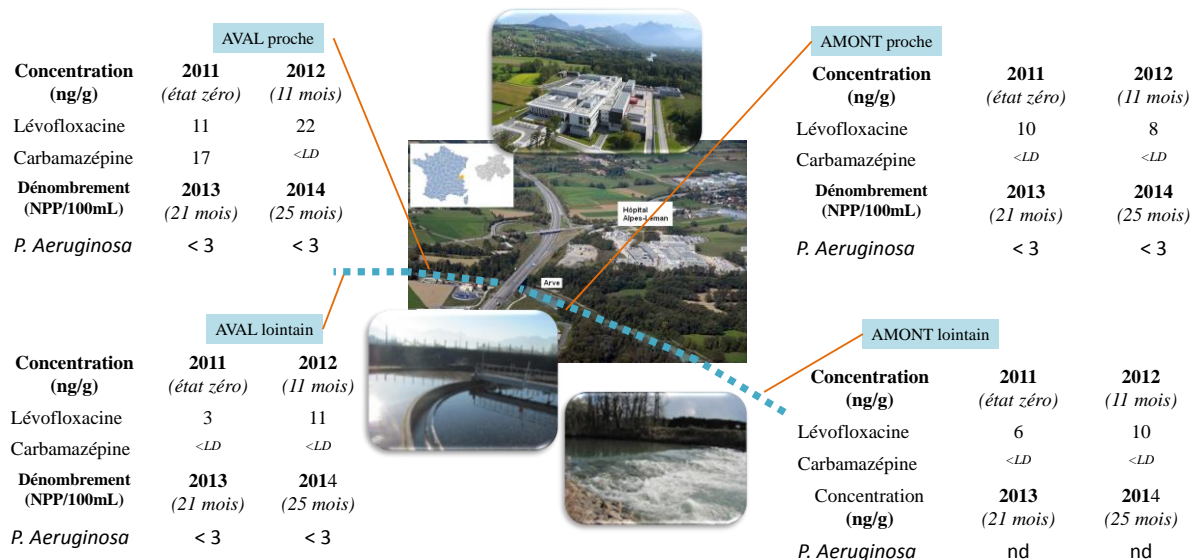 AVAL proche
Concentration 2011 2012
(ng/g) (état zéro) (11 mois)
Lévofloxacine 11 22
Carbamazépine 17 <LD
Dénombrement 2013 2014
(NPP/100mL) (21 mois) (25 mois)
P. Aeruginosa < 3 < 3
AMONT proche
Concentration 2011 2012
(ng/g) (état zéro) (11 mois)
Lévofloxacine 10 8
Carbamazépine <LD <LD
Dénombrement 2013 2014
(NPP/100mL) (21 mois) (25 mois)
P. Aeruginosa < 3 < 3
Hôpital
Alpes-Léman
Arve
AVAL lointain
Concentration 2011 2012
(ng/g) (état zéro) (11 mois)
Lévofloxacine 3 11
Carbamazépine <LD <LD
Dénombrement 2013 2014
(NPP/100mL) (21 mois) (25 mois)
P. Aeruginosa < 3 < 3
AMONT lointain
Concentration 2011 2012
(ng/g) (état zéro) (11 mois)
Lévofloxacine 6 10
Carbamazépine <LD <LD
Concentration 2013 2014
(ng/g) (21 mois) (25 mois)
P. Aeruginosa nd nd